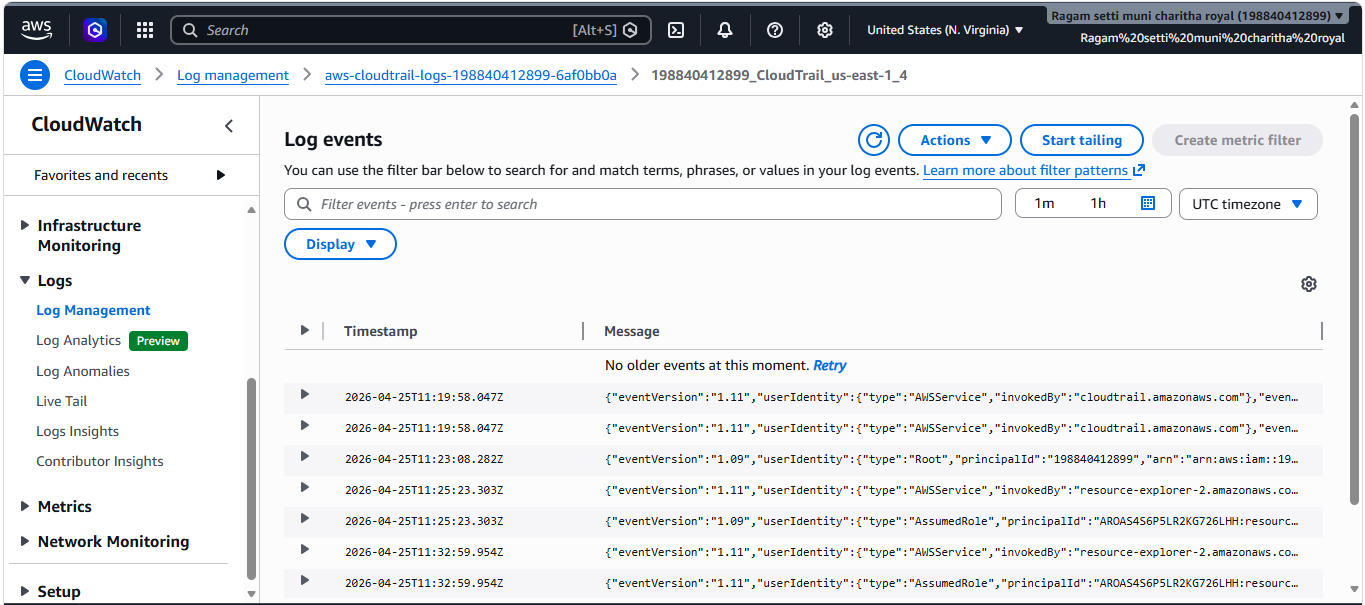 aws
Search [Alt+S]
United States (N. Virginia)
Ragam setti muni charitha royal (198840412899)
Ragam%20setti%20muni%20charitha%20royal
CloudWatch
Log management
aws-cloudtrail-logs-198840412899-6af0bb0a
198840412899_CloudTrail_us-east-1_4
CloudWatch
Favorites and recents
Infrastructure
Monitoring
Logs
Log Management
Log Analytics Preview
Log Anomalies
Live Tail
Logs Insights
Contributor Insights
Metrics
Network Monitoring
Setup
Log events
Actions
Start tailing
Create metric filter
You can use the filter bar below to search for and match terms, phrases, or values in your log events. Learn more about filter patterns
Filter events - press enter to search
1m 1h
UTC timezone
Display
Timestamp Message
No older events at this moment. Retry
2026-04-25T11:19:58.047Z {"eventVersion":"1.11","userIdentity":{"type":"AWSService","invokedBy":"cloudtrail.amazonaws.com"},"even…
2026-04-25T11:19:58.047Z {"eventVersion":"1.11","userIdentity":{"type":"AWSService","invokedBy":"cloudtrail.amazonaws.com"},"even…
2026-04-25T11:23:08.282Z {"eventVersion":"1.09","userIdentity":{"type":"Root","principalId":"198840412899","arn":"arn:aws:iam::19…
2026-04-25T11:25:23.303Z {"eventVersion":"1.11","userIdentity":{"type":"AWSService","invokedBy":"resource-explorer-2.amazonaws.co…
2026-04-25T11:25:23.303Z {"eventVersion":"1.09","userIdentity":{"type":"AssumedRole","principalId":"AROAS4S6P5LR2KG726LHH:resourc…
2026-04-25T11:32:59.954Z {"eventVersion":"1.11","userIdentity":{"type":"AWSService","invokedBy":"resource-explorer-2.amazonaws.co…
2026-04-25T11:32:59.954Z {"eventVersion":"1.11","userIdentity":{"type":"AssumedRole","principalId":"AROAS4S6P5LR2KG726LHH:resourc…